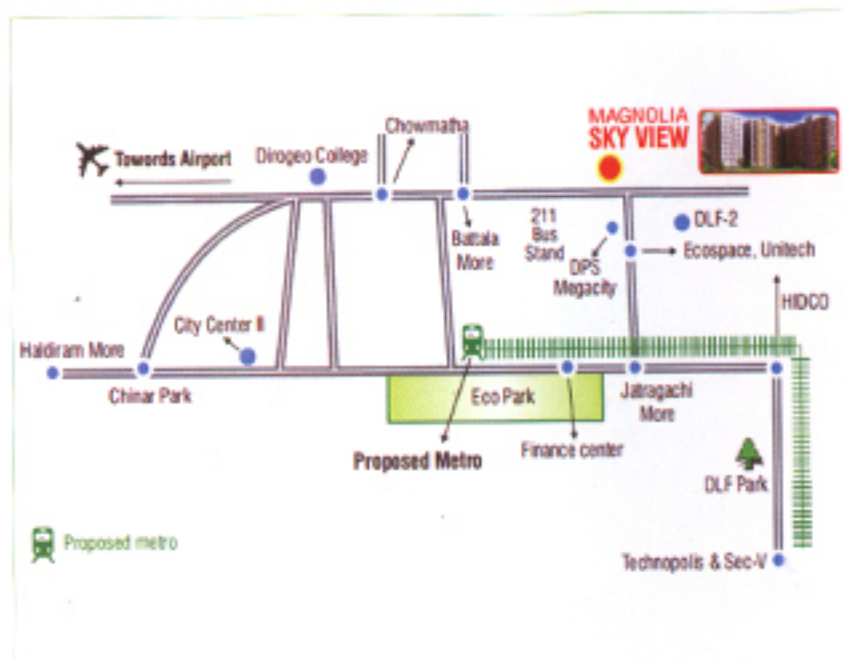 MAGNOLIA
SKY VIEW
Chowmatha
Towords Airport
Dirogeo College
211
Bus
Stand
DLF-2
Battala
More
DPS
Megacity
Ecospace, Unitech
HIDCO
City Center II
Haldiram More
Chinar Park
Eco Park
Jatragachi
More
Proposed Metro
Finance center
DLF Park
Proposed metro
Technopolis & Sec-V